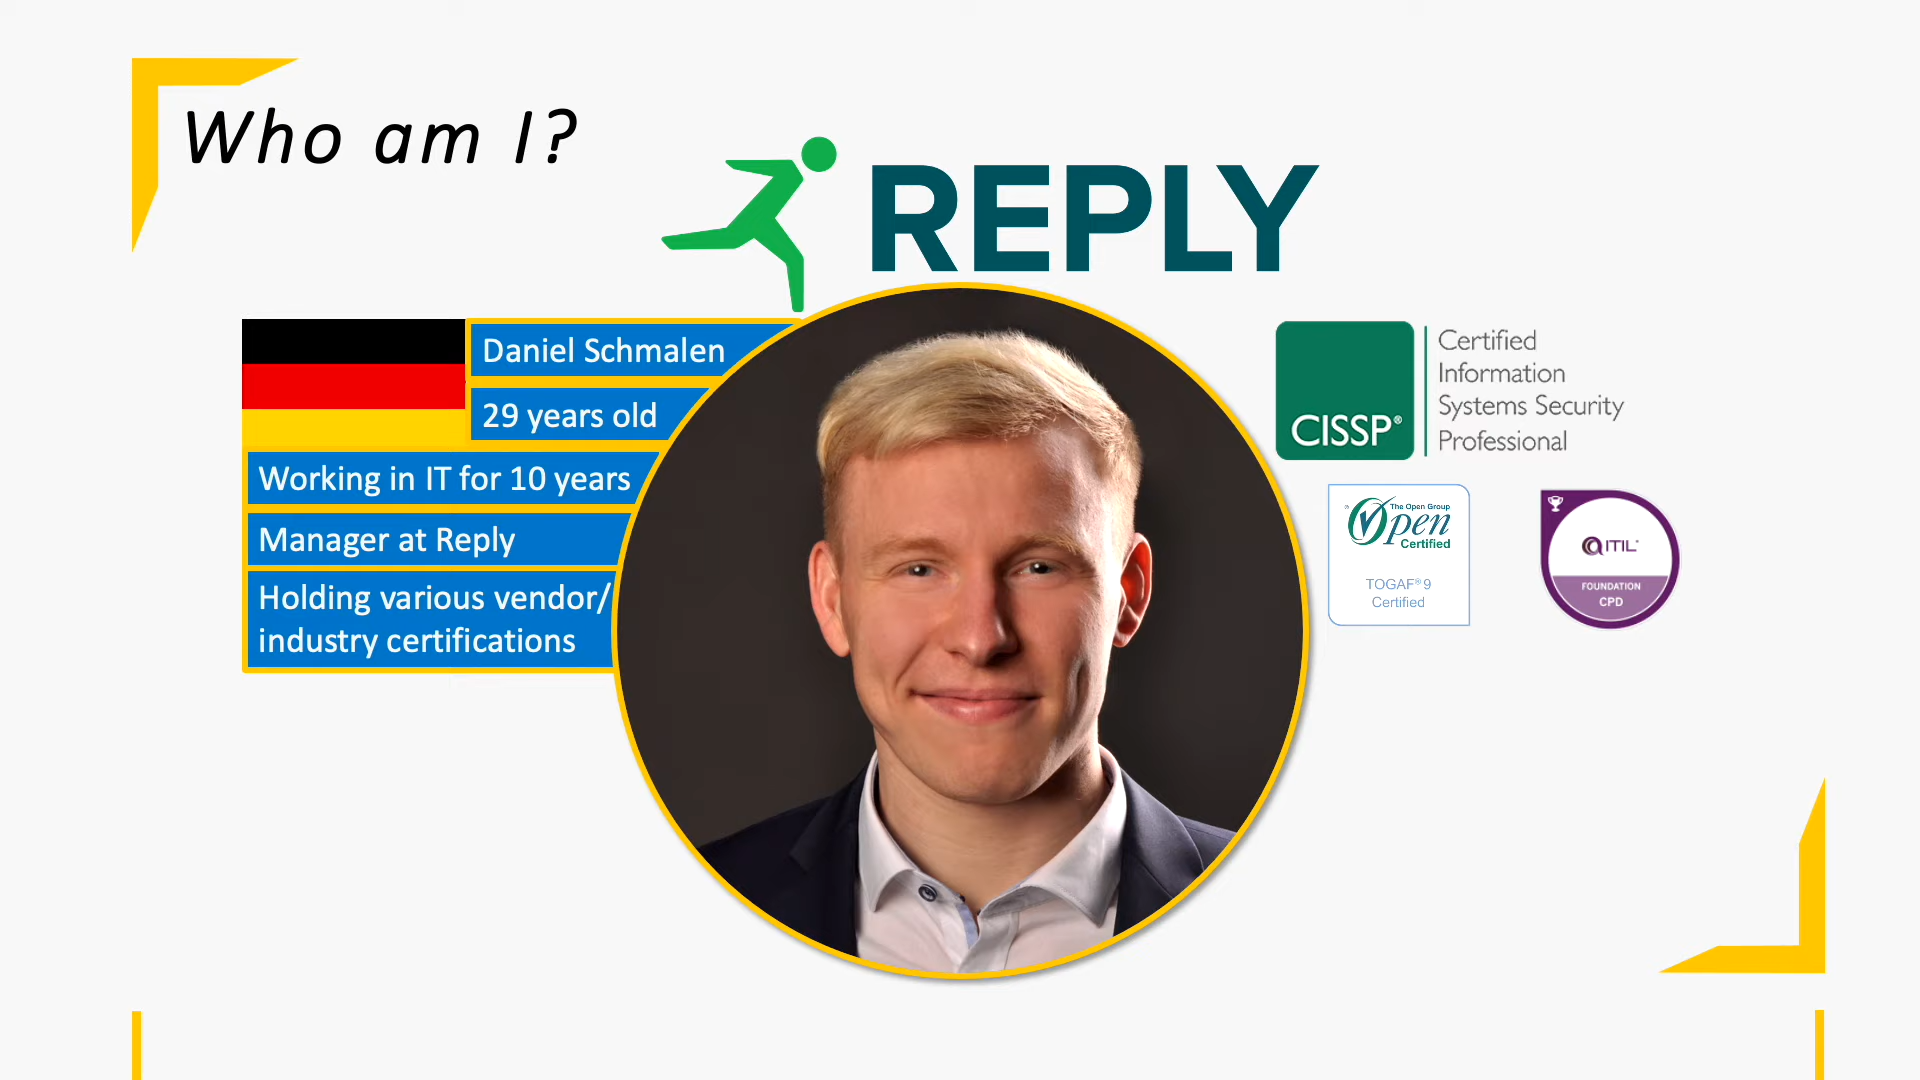 Who am I?
REPLY
Daniel Schmalen
29 years old
Working in IT for 10 years
Manager at Reply
Holding various vendor/
industry certifications
CISSP®
Certified
Information
Systems Security
Professional
® The Open Group
Open
Certified
TOGAF® 9
Certified
ITIL®
FOUNDATION
CPD